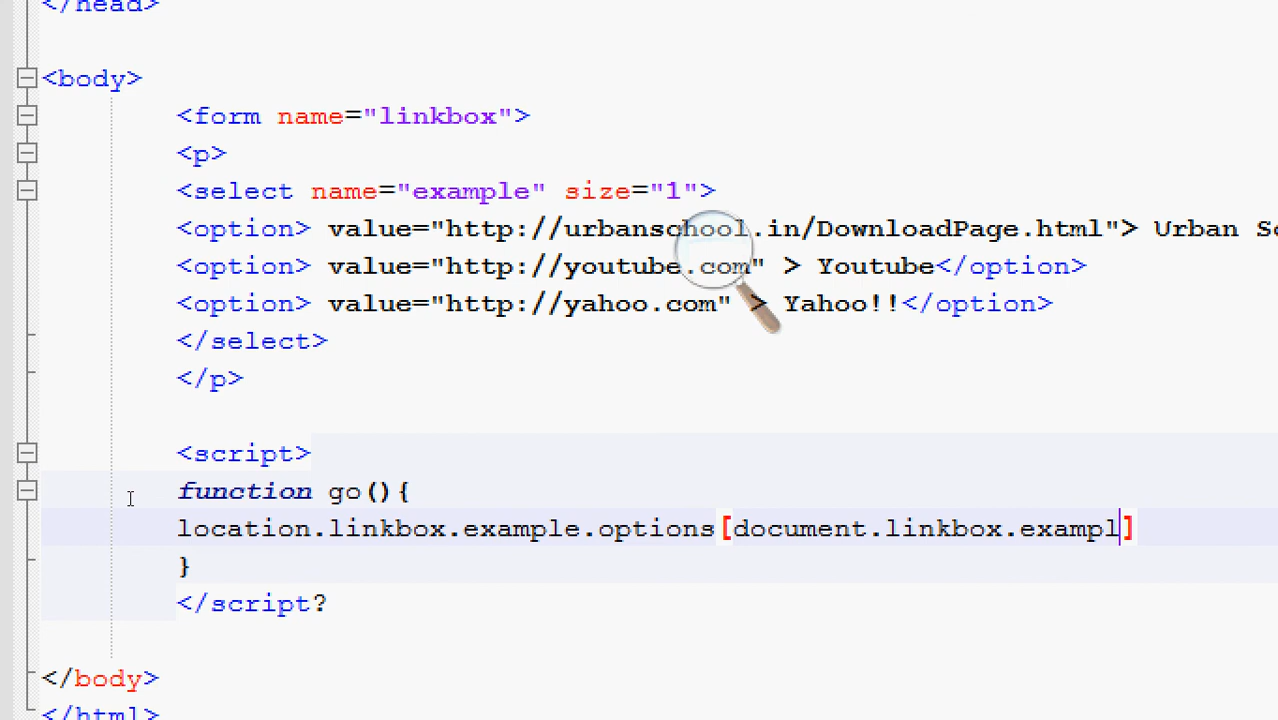 </head>
<body>
<form name="linkbox">
<p>
<select name="example" size="1">
<option> value="http://urbanschool.in/DownloadPage.html"> Urban
<option> value="http://youtube.com" > Youtube</option>
<option> value="http://yahoo.com" > Yahoo!!</option>
</select>
</p>
<script>
function go(){
location.linkbox.example.options[document.linkbox.exampl]
}
</script?
</body>
</html>